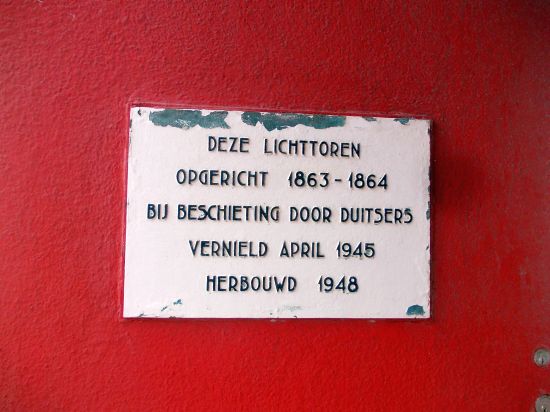 DEZE LICHTTOREN
OPGERICHT 1863-1864
BIJ BESCHIETING DOOR DUITSERS
VERNIELD APRIL 1945
HERBOUWD 1948